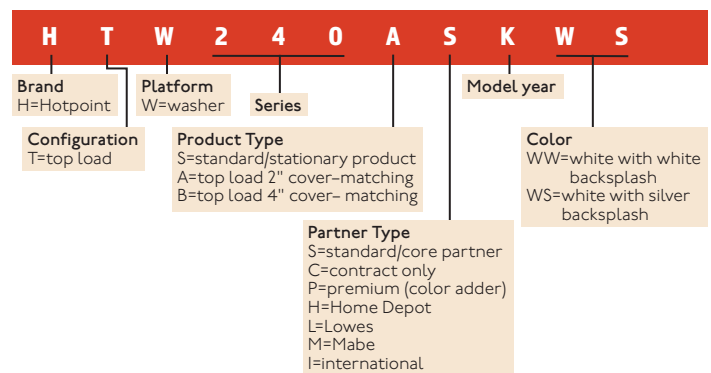 H T W 2 4 0 A S K W S
Brand
H=Hotpoint
Platform
W=washer
Series
Model year
Configuration
T=top load
Product Type
S=standard/stationary product
A=top load 2" cover–matching
B=top load 4" cover– matching
Color
WW=white with white
backsplash
WS=white with silver
backsplash
Partner Type
S=standard/core partner
C=contract only
P=premium (color adder)
H=Home Depot
L=Lowes
M=Mabe
I=international